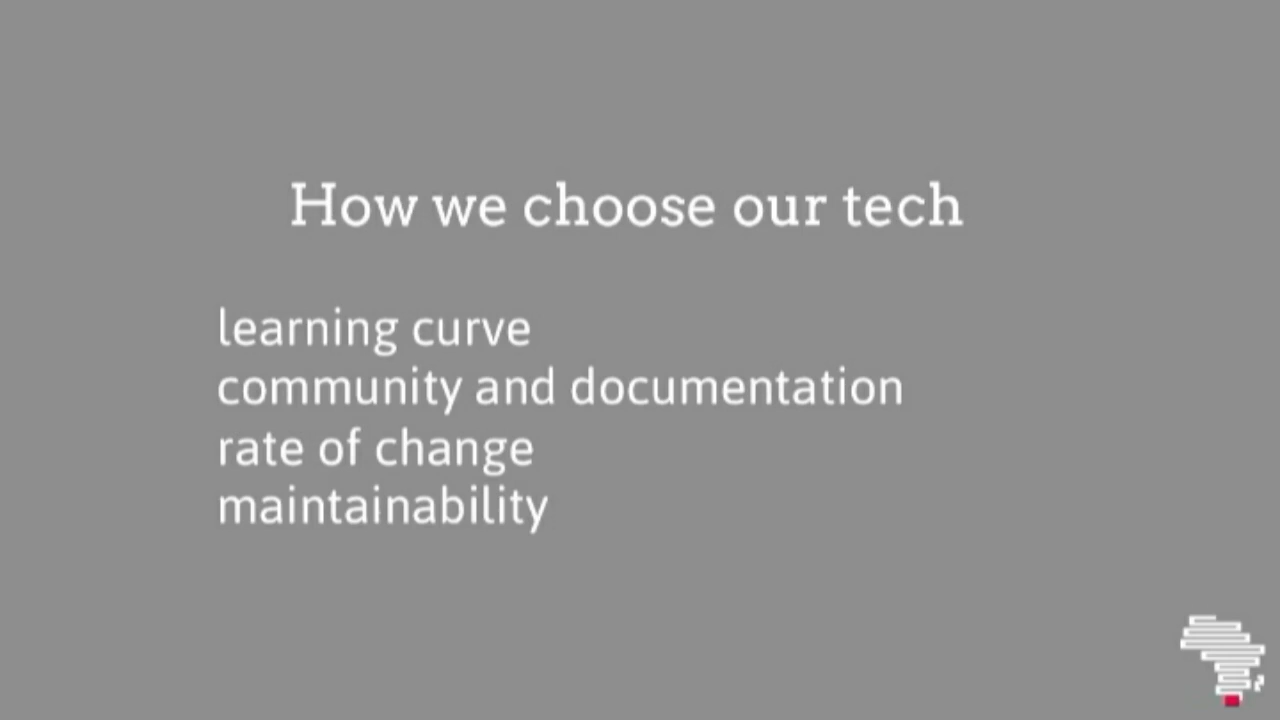 How we choose our tech
learning curve
community and documentation
rate of change
maintainability